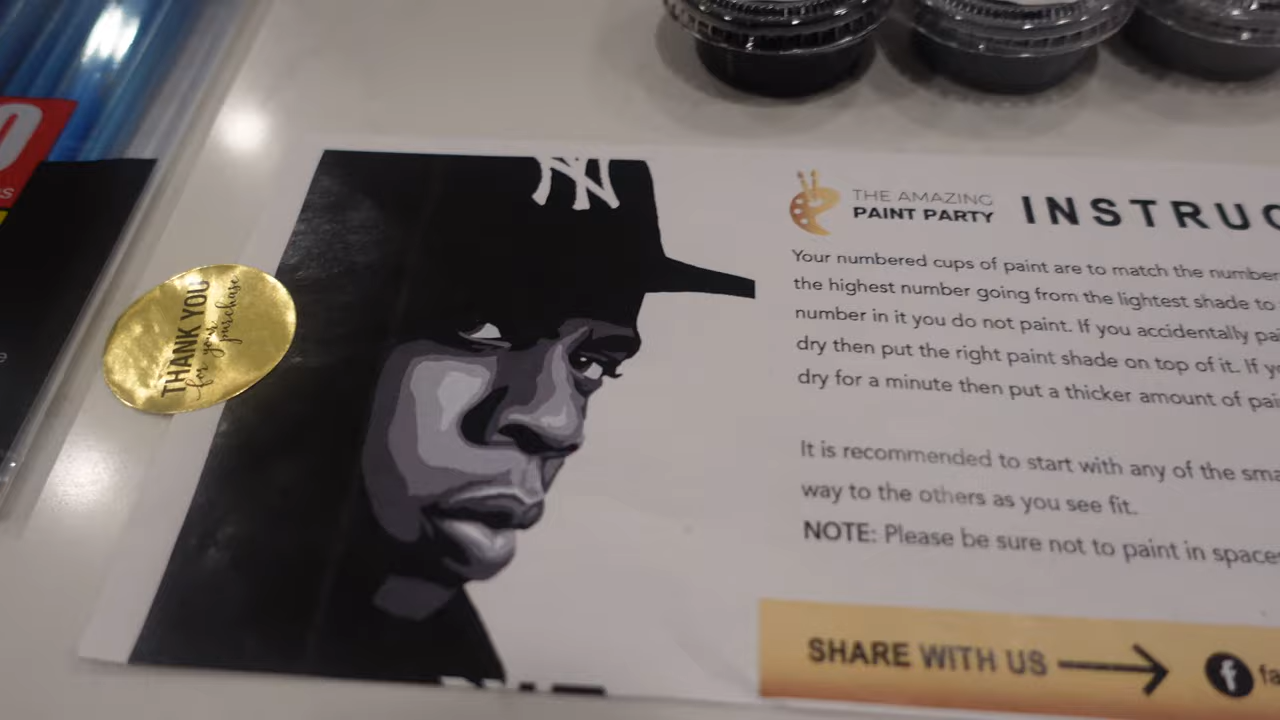 NY
THE AMAZING
PAINT PARTY
Your numbered cups of paint are to match the number
the highest number going from the lightest shade to
number in it you do not paint. If you accidentally pa
dry then put the right paint shade on top of it. If y
dry for a minute then put a thicker amount of pai
It is recommended to start with any of the sma
way to the others as you see fit.
NOTE: Please be sure not to paint in space
SHARE WITH US
f fa
THANK YOU
for your
purchase
0